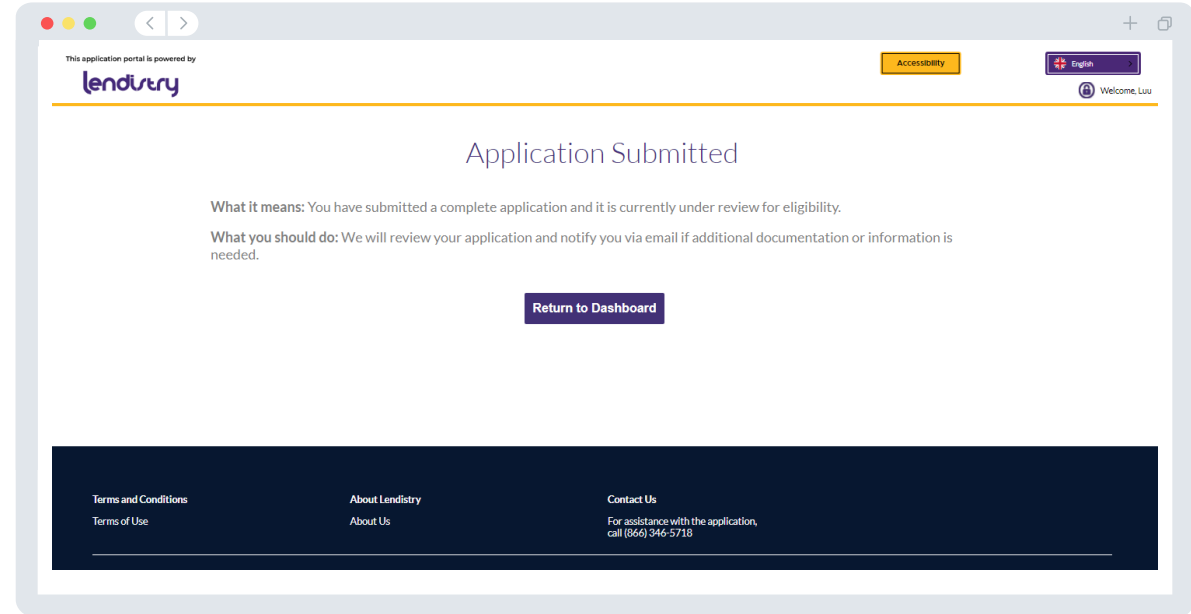 This application portal is powered by
lendistry
Accessibility
English
Welcome, Luu
Application Submitted
What it means: You have submitted a complete application and it is currently under review for eligibility.
What you should do: We will review your application and notify you via email if additional documentation or information is
needed.
Return to Dashboard
Terms and Conditions
Terms of Use
About Lendistry
About Us
Contact Us
For assistance with the application,
call (866) 346-5718